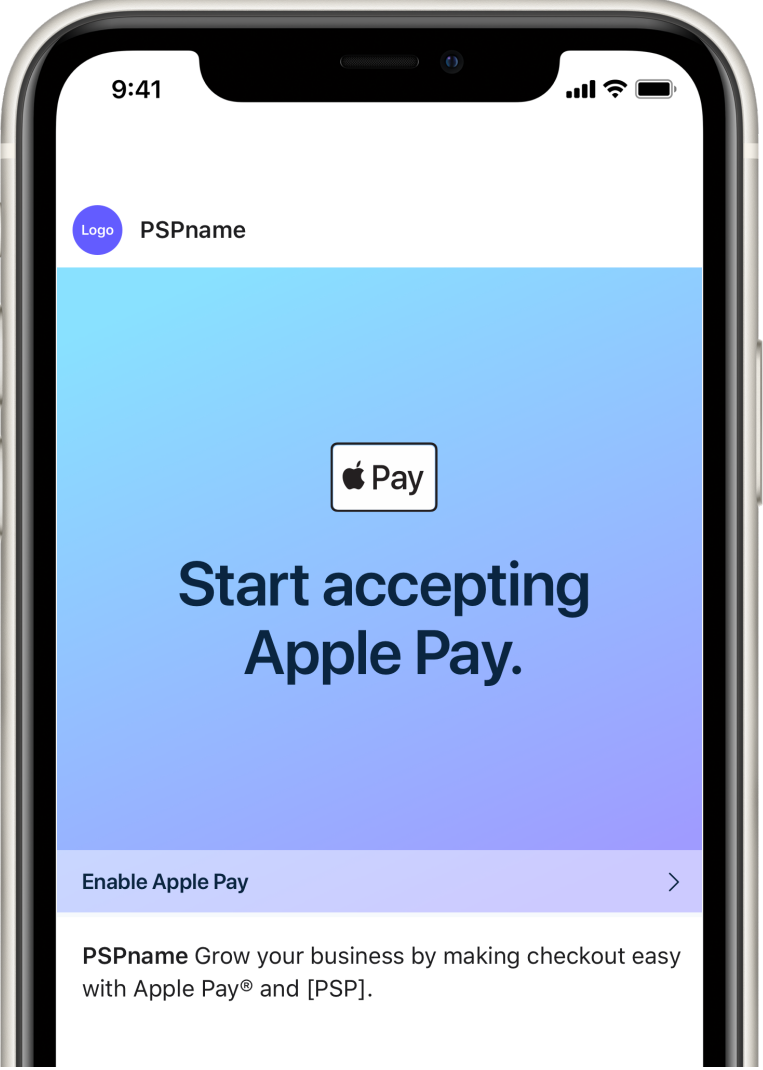 9:41
Logo
PSPname
Pay
Start accepting
Apple Pay.
Enable Apple Pay
PSPname Grow your business by making checkout easy
with Apple Pay® and [PSP].